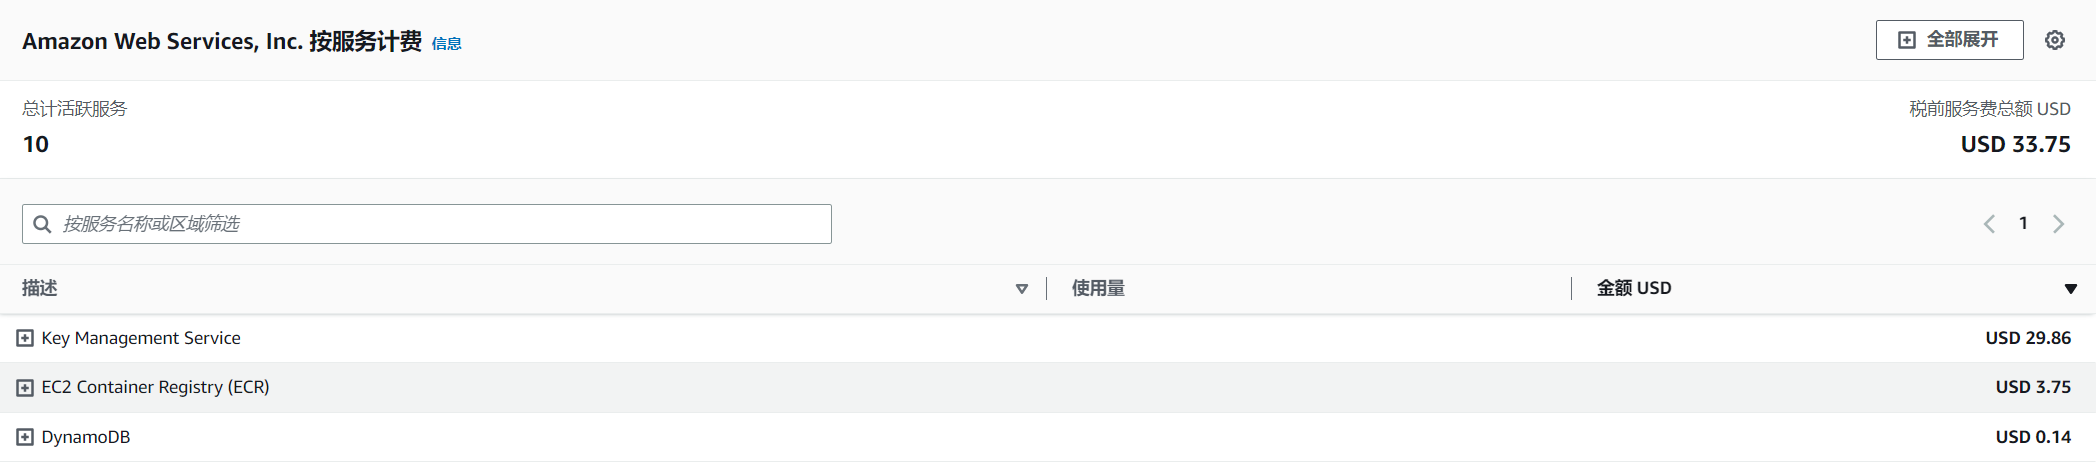 Amazon Web Services, Inc. 按服务计费 信息
全部展开
总计活跃服务
税前服务费总额 USD
10
USD 33.75
按服务名称或区域筛选
1
描述 使用量 金额 USD
Key Management Service USD 29.86
EC2 Container Registry (ECR) USD 3.75
DynamoDB USD 0.14